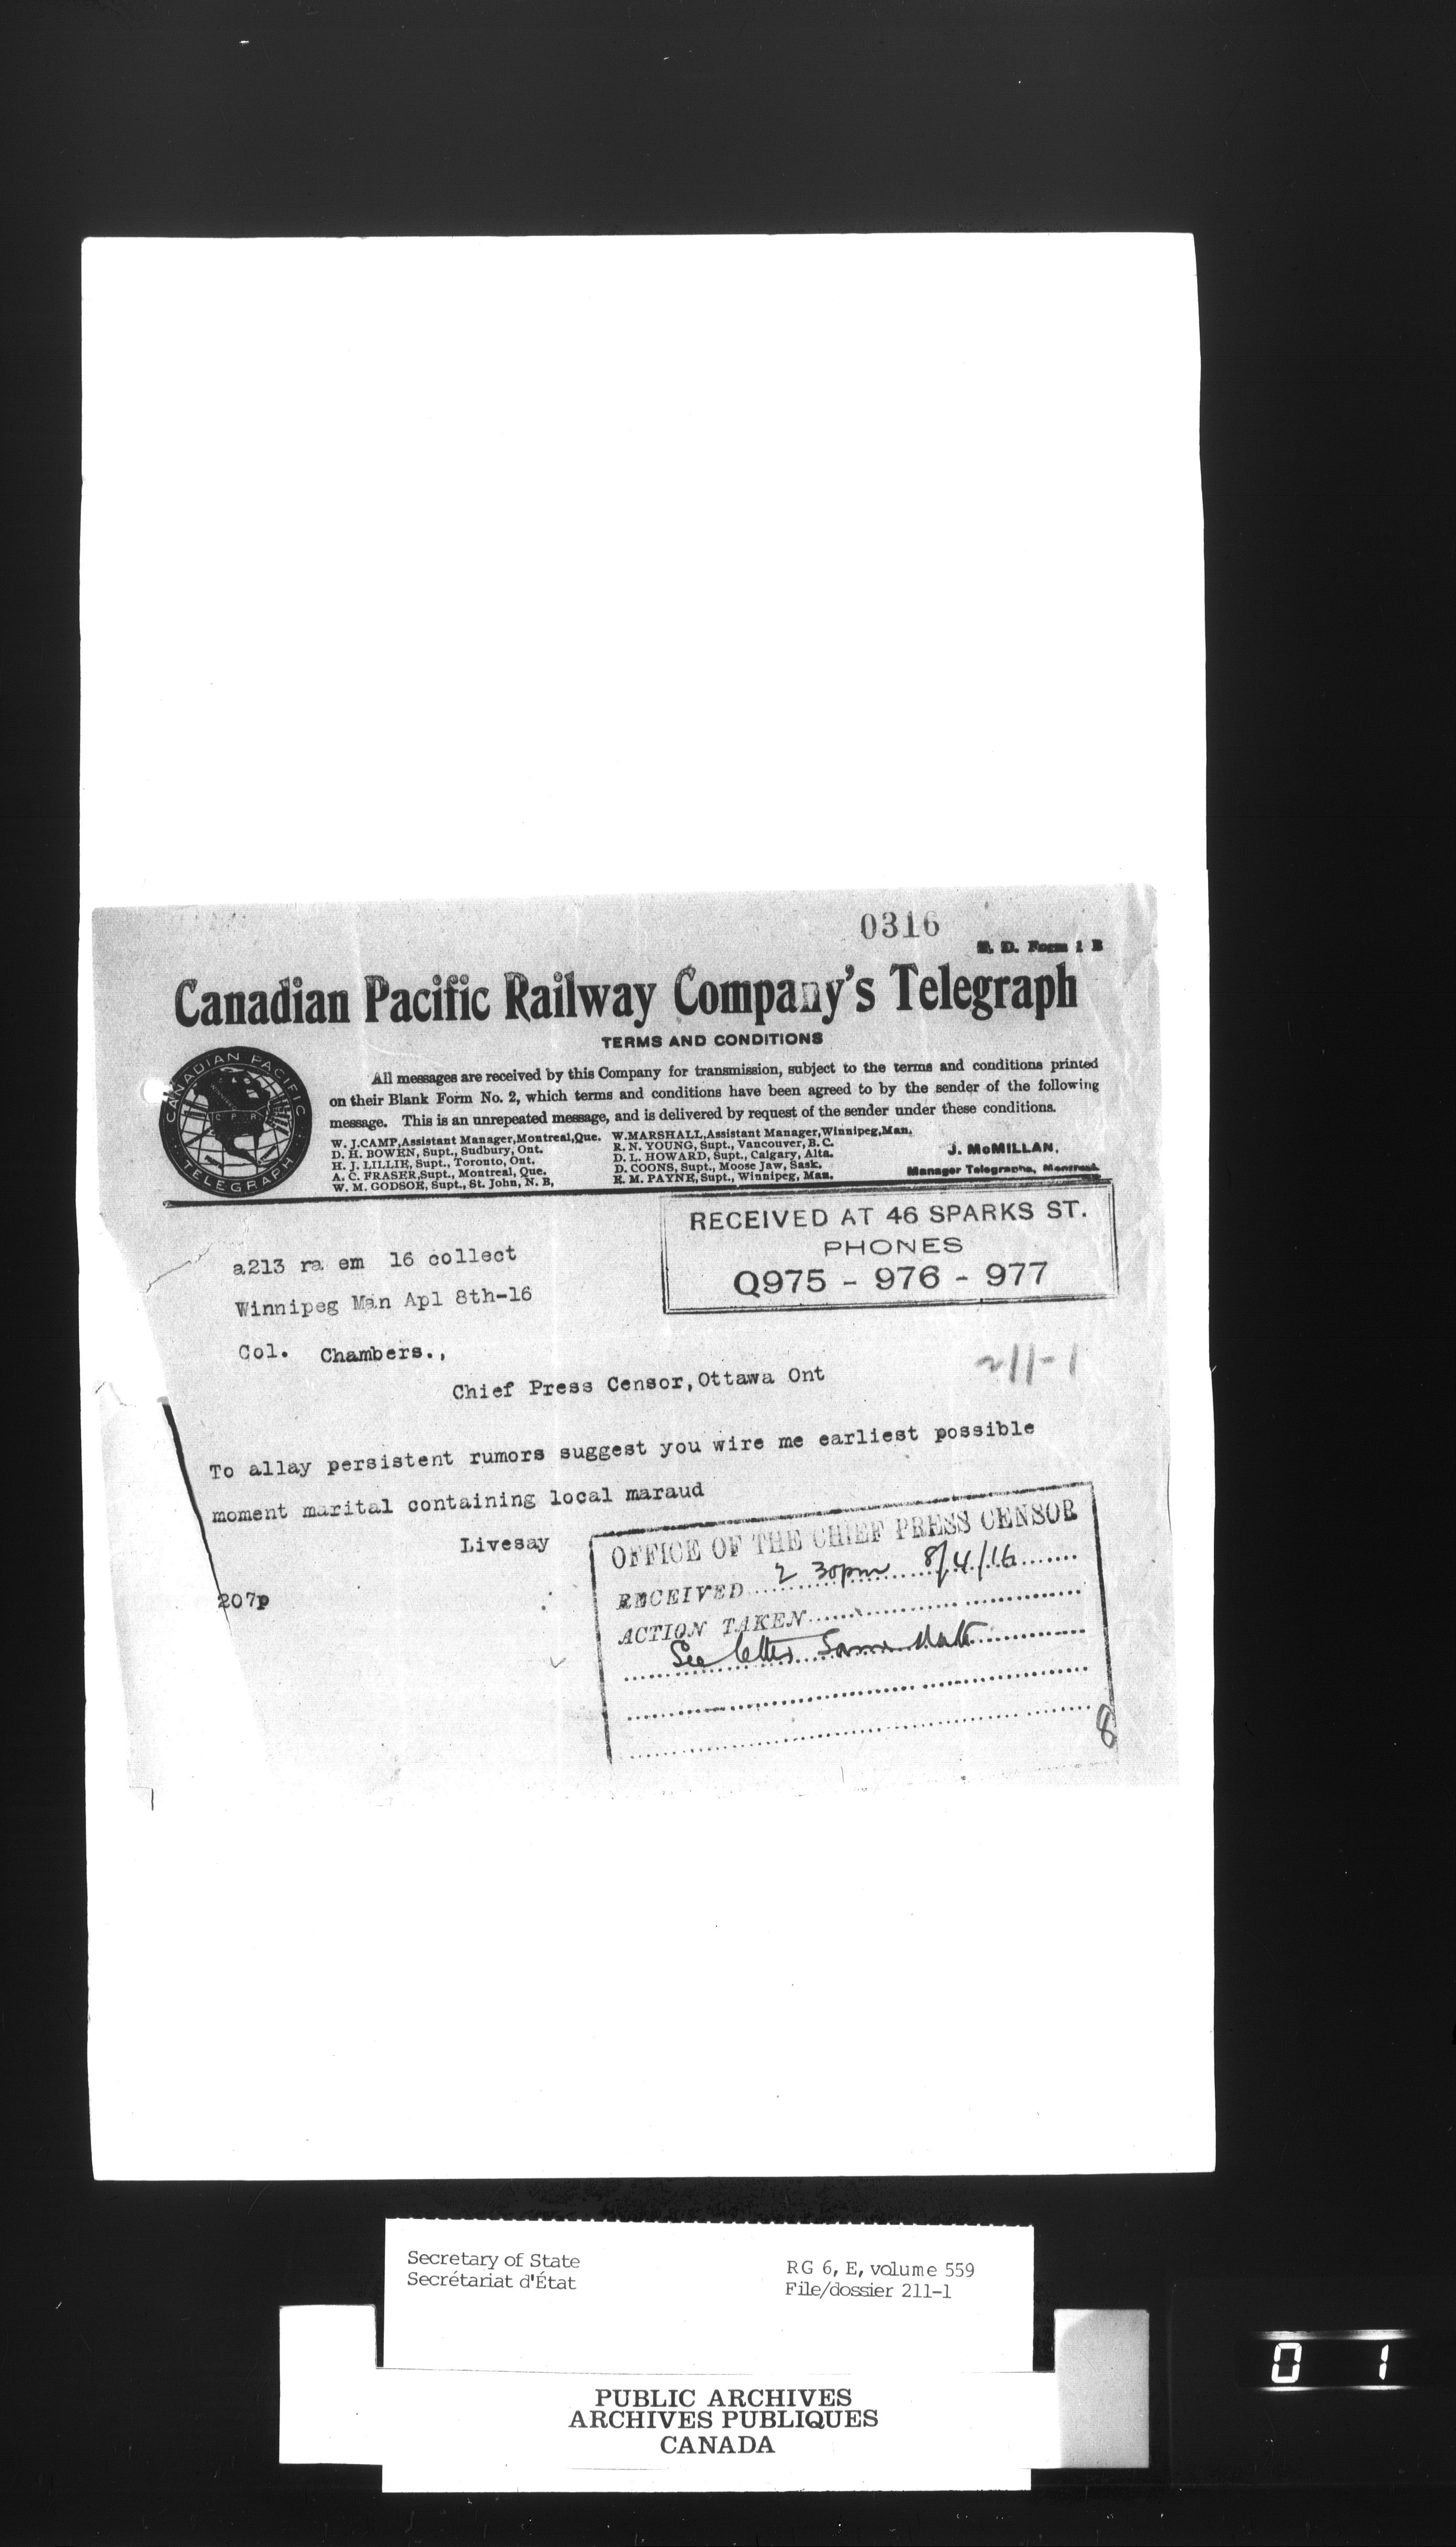 0316
T. D. Form 1 B
Canadian Pacific Railway Company's Telegraph
TERMS AND CONDITIONS
All messages are received by this Company for transmission, subject to the terms and conditions printed
on their Blank Form No. 2, which terms and conditions have been agreed to by the sender of the following
message. This is an unrepeated message, and is delivered by request of the sender under these conditions.
CANADIAN PACIFIC
C P R
TELEGRAPH
W. J. CAMP, Assistant Manager, Montreal, Que.
D. H. BOWEN, Supt., Sudbury, Ont.
H. J. LILLIE, Supt., Toronto, Ont.
A. C. FRASER, Supt., Montreal, Que.
W. M. GODSOE, Supt., St. John, N. B,
W. MARSHALL, Assistant Manager, Winnipeg, Man.
R. N. YOUNG, Supt., Vancouver, B. C.
D. L. HOWARD, Supt., Calgary, Alta.
D. COONS, Supt., Moose Jaw, Sask.
E. M. PAYNE, Supt., Winnipeg, Man.
J. McMILLAN,
Manager Telegraphs, Montreal.
RECEIVED AT 46 SPARKS ST.
PHONES
Q975 - 976 - 977
a213 ra em 16 collect
Winnipeg Man Apl 8th-16
Col. Chambers.,
Chief Press Censor, Ottawa Ont
211-1
To allay persistent rumors suggest you wire me earliest possible
moment marital containing local maraud
Livesay
207p
OFFICE OF THE CHIEF PRESS CENSOR
RECEIVED 2 30pm 8/4/16
ACTION TAKEN
See letter Same date
8
Secretary of State
Secrétariat d'État
RG 6, E, volume 559
File/dossier 211-1
PUBLIC ARCHIVES
ARCHIVES PUBLIQUES
CANADA
0 1